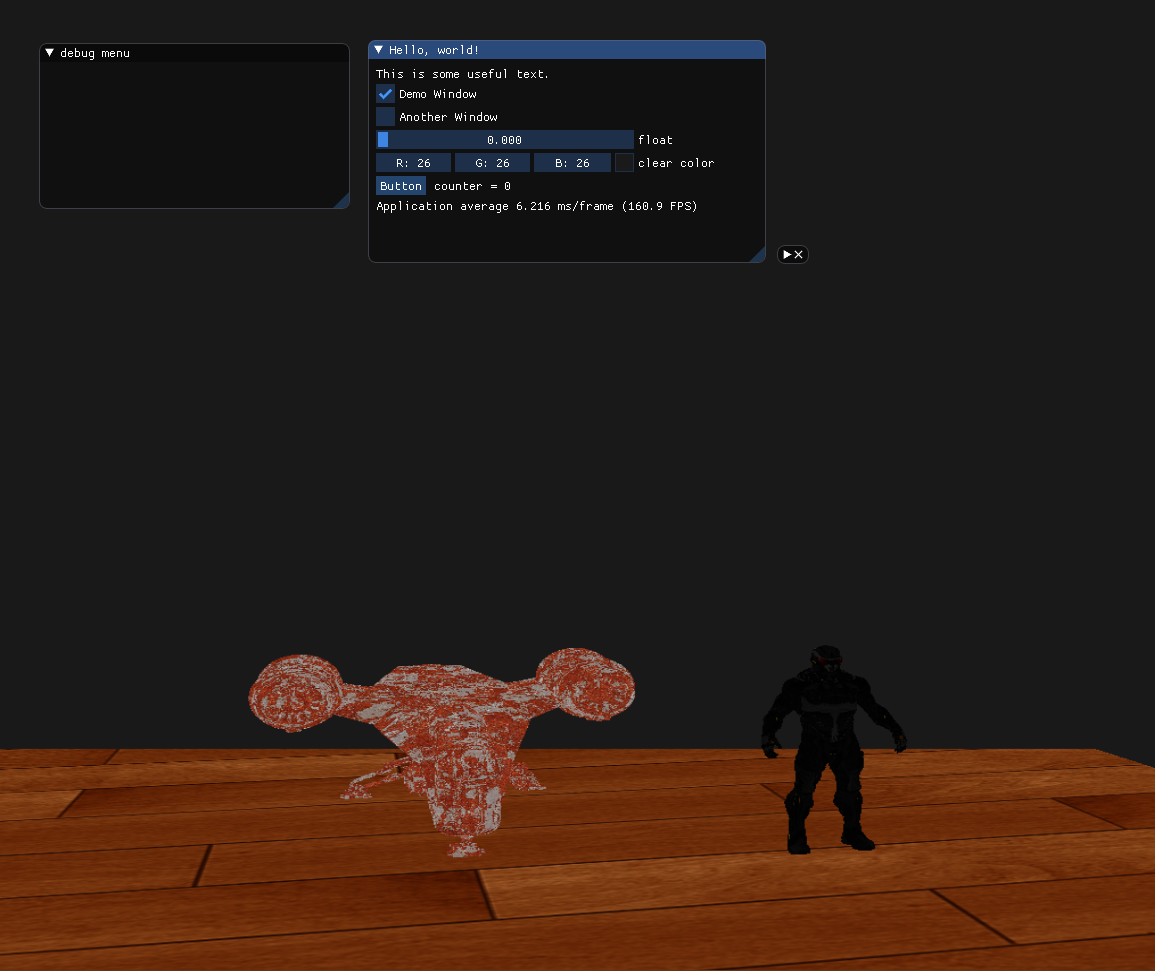 debug menu
Hello, world!
This is some useful text.
Demo Window
Another Window
0.000 float
R: 26 G: 26 B: 26 clear color
Button counter = 0
Application average 6.216 ms/frame (160.9 FPS)